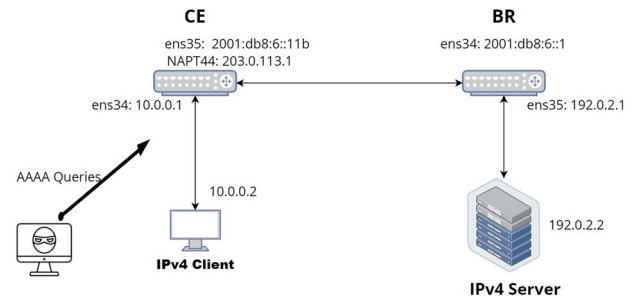 CE
BR
ens35: 2001:db8:6::11b
NAPT44: 203.0.113.1
ens34: 2001:db8:6::1
ens34: 10.0.0.1
ens35: 192.0.2.1
AAAA Queries
10.0.0.2
192.0.2.2
IPv4 Client
IPv4 Server